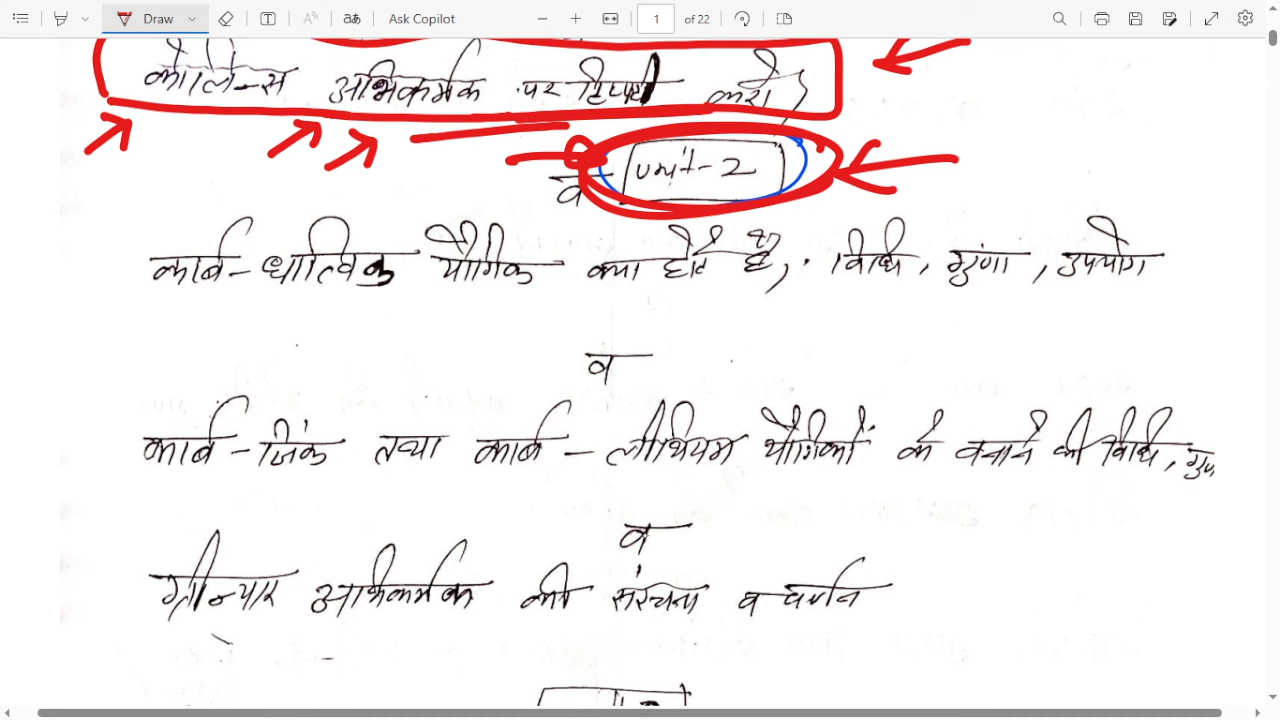 Draw
Ask Copilot
1 of 22
अभिकर्मक पर टिप्पणी करो
Unit-2
व
कार्ब-धात्विक यौगिक क्या होते हैं, विधि, गुण, उपयोग
व
कार्ब-जिंक तथा कार्ब-लीथियम यौगिकों के बनाने की विधि, गुण
व
ग्रीन्यार अभिकर्मक की संरचना व वर्णन